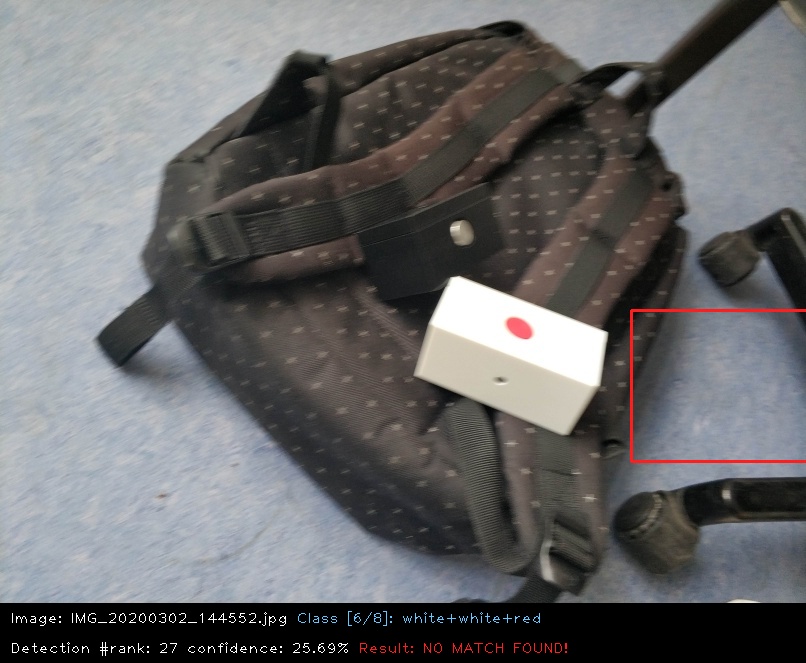 Image: IMG_20200302_144552.jpg Class [6/8]: white+white+red
Detection #rank: 27 confidence: 25.69% Result: NO MATCH FOUND!